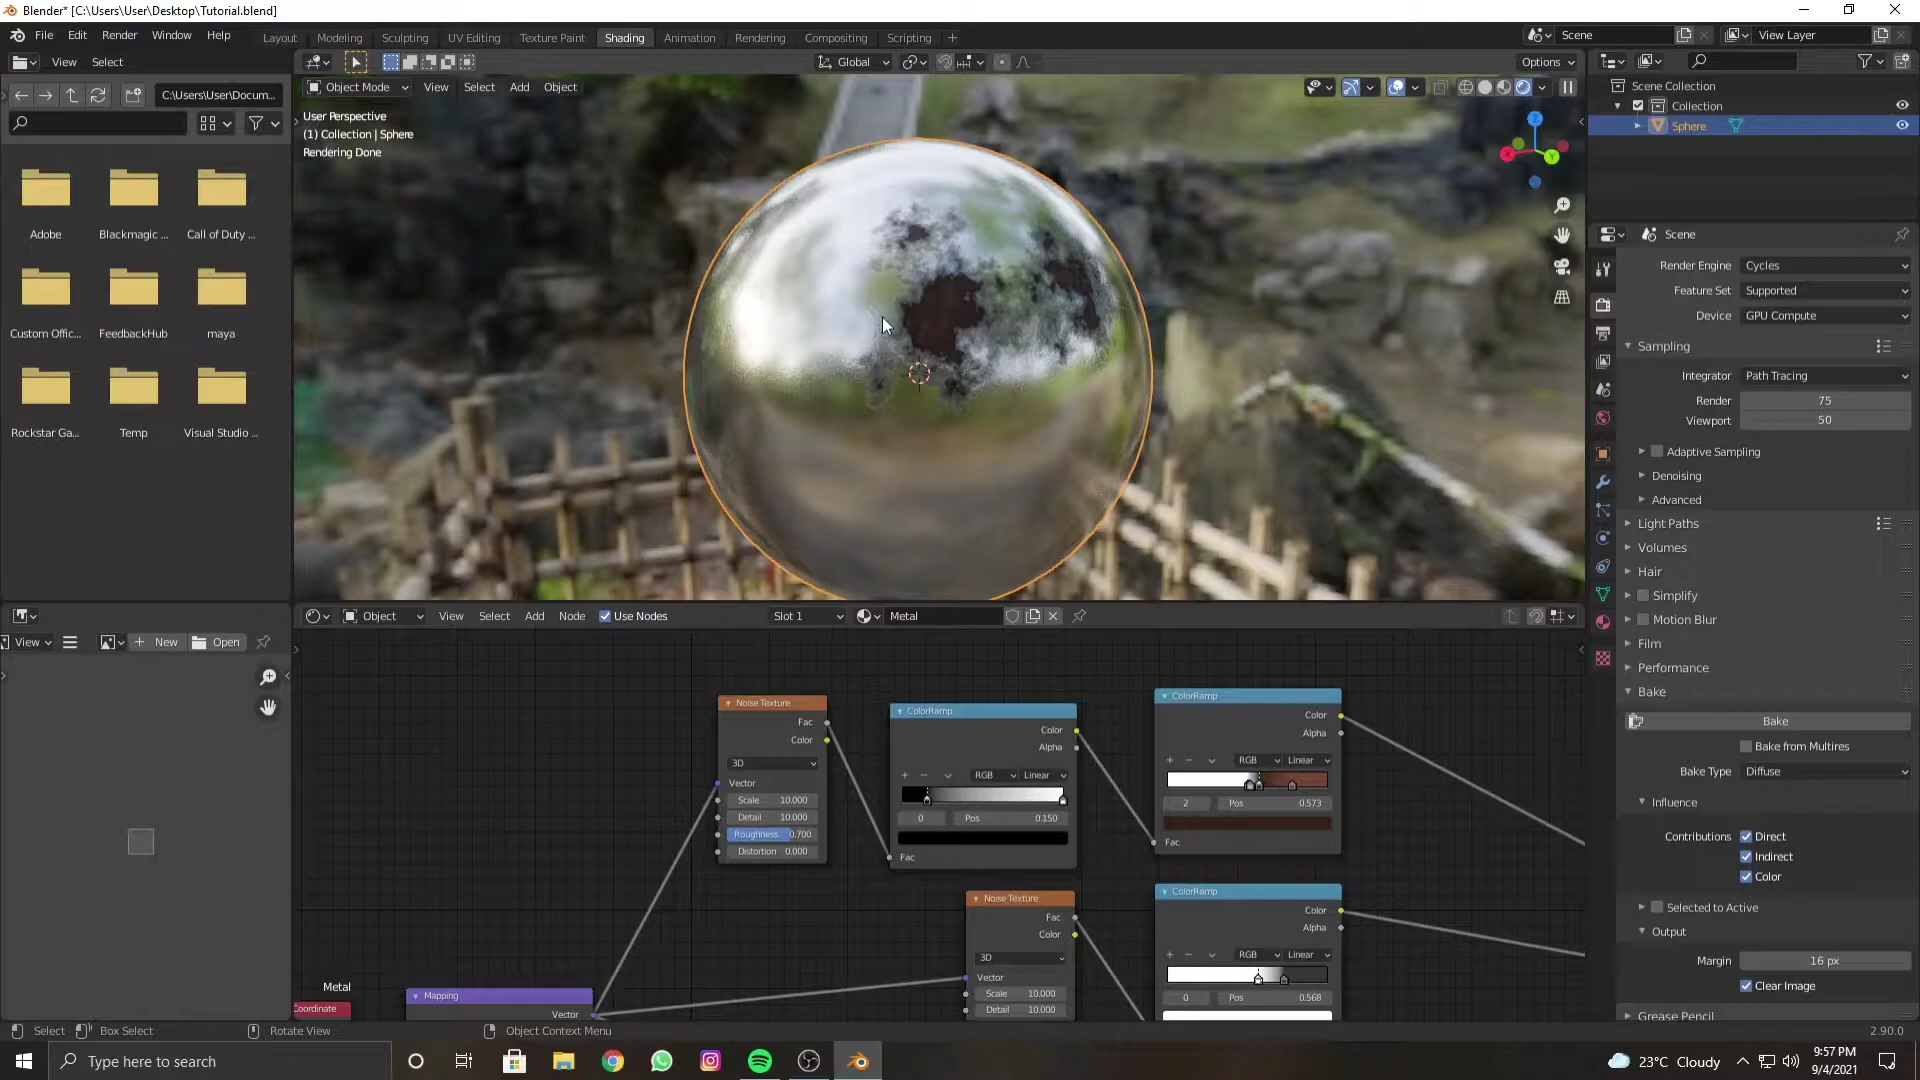 Blender* [C:\Users\User\Desktop\Tutorial.blend]
File Edit Render Window Help
Layout Modeling Sculpting UV Editing Texture Paint Shading Animation Rendering Compositing Scripting +
Scene
View Layer
View Select
Global
Options
C:\Users\User\Docum...
Object Mode View Select Add Object
User Perspective
(1) Collection | Sphere
Rendering Done
Z
X
Y
Adobe
Blackmagic ...
Call of Duty ...
Custom Offic...
FeedbackHub
maya
Rockstar Ga...
Temp
Visual Studio ...
Scene Collection
Collection
Sphere
Scene
Render Engine Cycles
Feature Set Supported
Device GPU Compute
Sampling
Integrator Path Tracing
Render 75
Viewport 50
Adaptive Sampling
Denoising
Advanced
Light Paths
Volumes
Hair
Simplify
Motion Blur
Film
Performance
Bake
Bake
Bake from Multires
Bake Type Diffuse
Influence
Contributions Direct
Indirect
Color
Selected to Active
Output
Margin 16 px
Clear Image
Grease Pencil
View
New
Open
Object View Select Add Node Use Nodes
Slot 1
Metal
Noise Texture
Fac
Color
3D
Vector
Scale 10.000
Detail 10.000
Roughness 0.700
Distortion 0.000
ColorRamp
Color
Alpha
RGB Linear
0 Pos 0.150
Fac
ColorRamp
Color
Alpha
RGB Linear
2 Pos 0.573
Fac
Noise Texture
Fac
Color
3D
Vector
Scale 10.000
Detail 10.000
ColorRamp
Color
Alpha
RGB Linear
0 Pos 0.568
Metal
Coordinate
Mapping
Vector
Select Box Select Rotate View Object Context Menu
2.90.0
Type here to search
23°C Cloudy
9:57 PM
9/4/2021